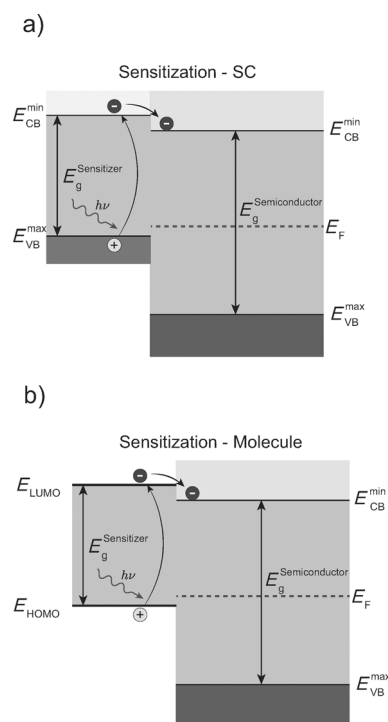 a)
Sensitization - SC
E_CB^min
E_CB^min
E_g^Sensitizer
E_g^Semiconductor
hν
E_VB^max
E_F
E_VB^max
b)
Sensitization - Molecule
E_LUMO
E_CB^min
E_g^Sensitizer
E_g^Semiconductor
hν
E_HOMO
E_F
E_VB^max